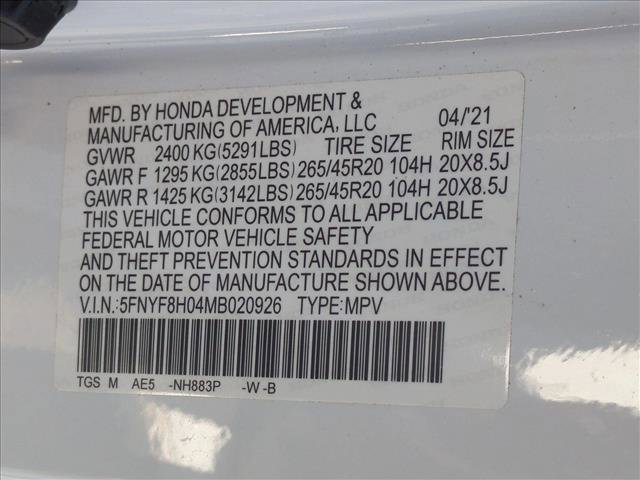 MFD. BY HONDA DEVELOPMENT &
MANUFACTURING OF AMERICA, LLC 04/'21
GVWR 2400 KG(5291LBS) TIRE SIZE RIM SIZE
GAWR F 1295 KG(2855LBS) 265/45R20 104H 20X8.5J
GAWR R 1425 KG(3142LBS) 265/45R20 104H 20X8.5J
THIS VEHICLE CONFORMS TO ALL APPLICABLE
FEDERAL MOTOR VEHICLE SAFETY
AND THEFT PREVENTION STANDARDS IN EFFECT
ON THE DATE OF MANUFACTURE SHOWN ABOVE.
V.I.N.:5FNYF8H04MB020926 TYPE:MPV
TGS M AE5 -NH883P -W -B